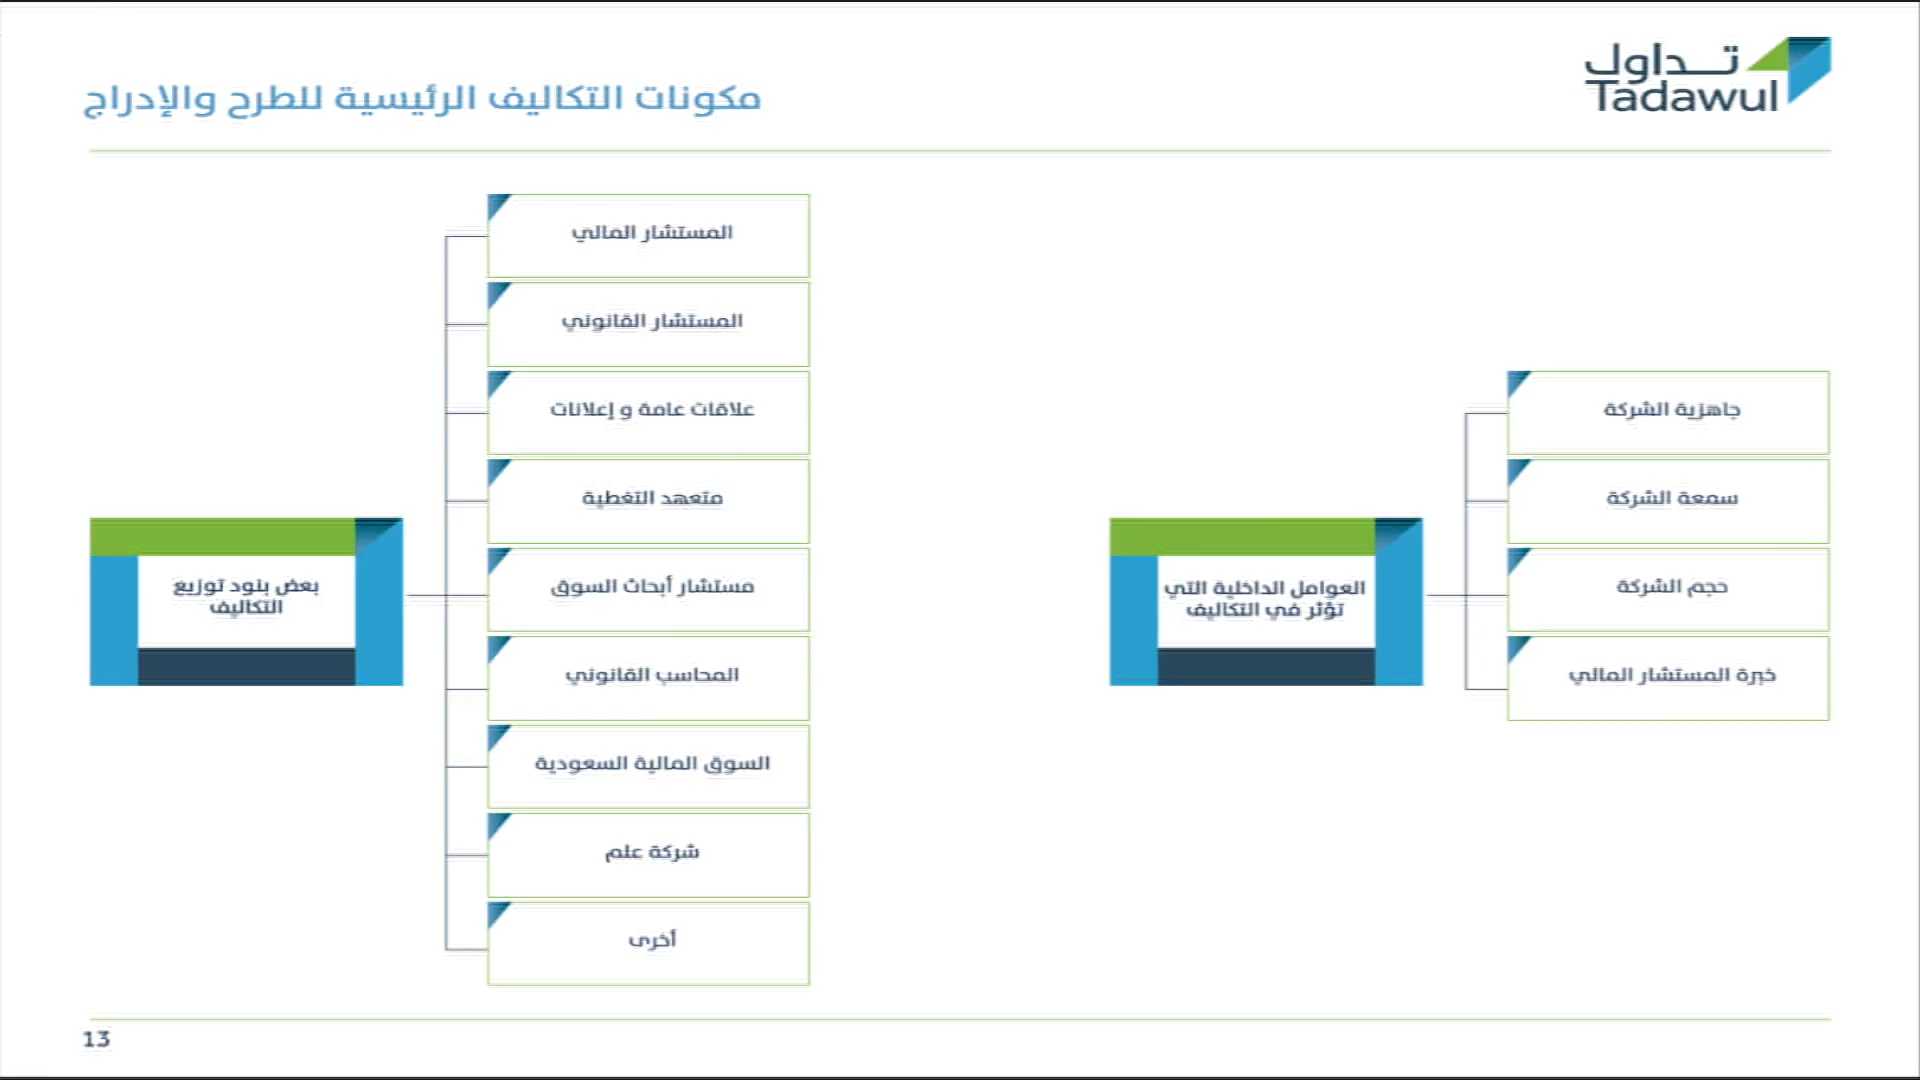 تـداول
Tadawul
مكونات التكاليف الرئيسية للطرح والإدراج
جاهزية الشركة
سمعة الشركة
حجم الشركة
خبرة المستشار المالي
العوامل الداخلية التي
تؤثر في التكاليف
المستشار المالي
المستشار القانوني
علاقات عامة و إعلانات
متعهد التغطية
مستشار أبحاث السوق
المحاسب القانوني
السوق المالية السعودية
شركة علم
أخرى
بعض بنود توزيع
التكاليف
13